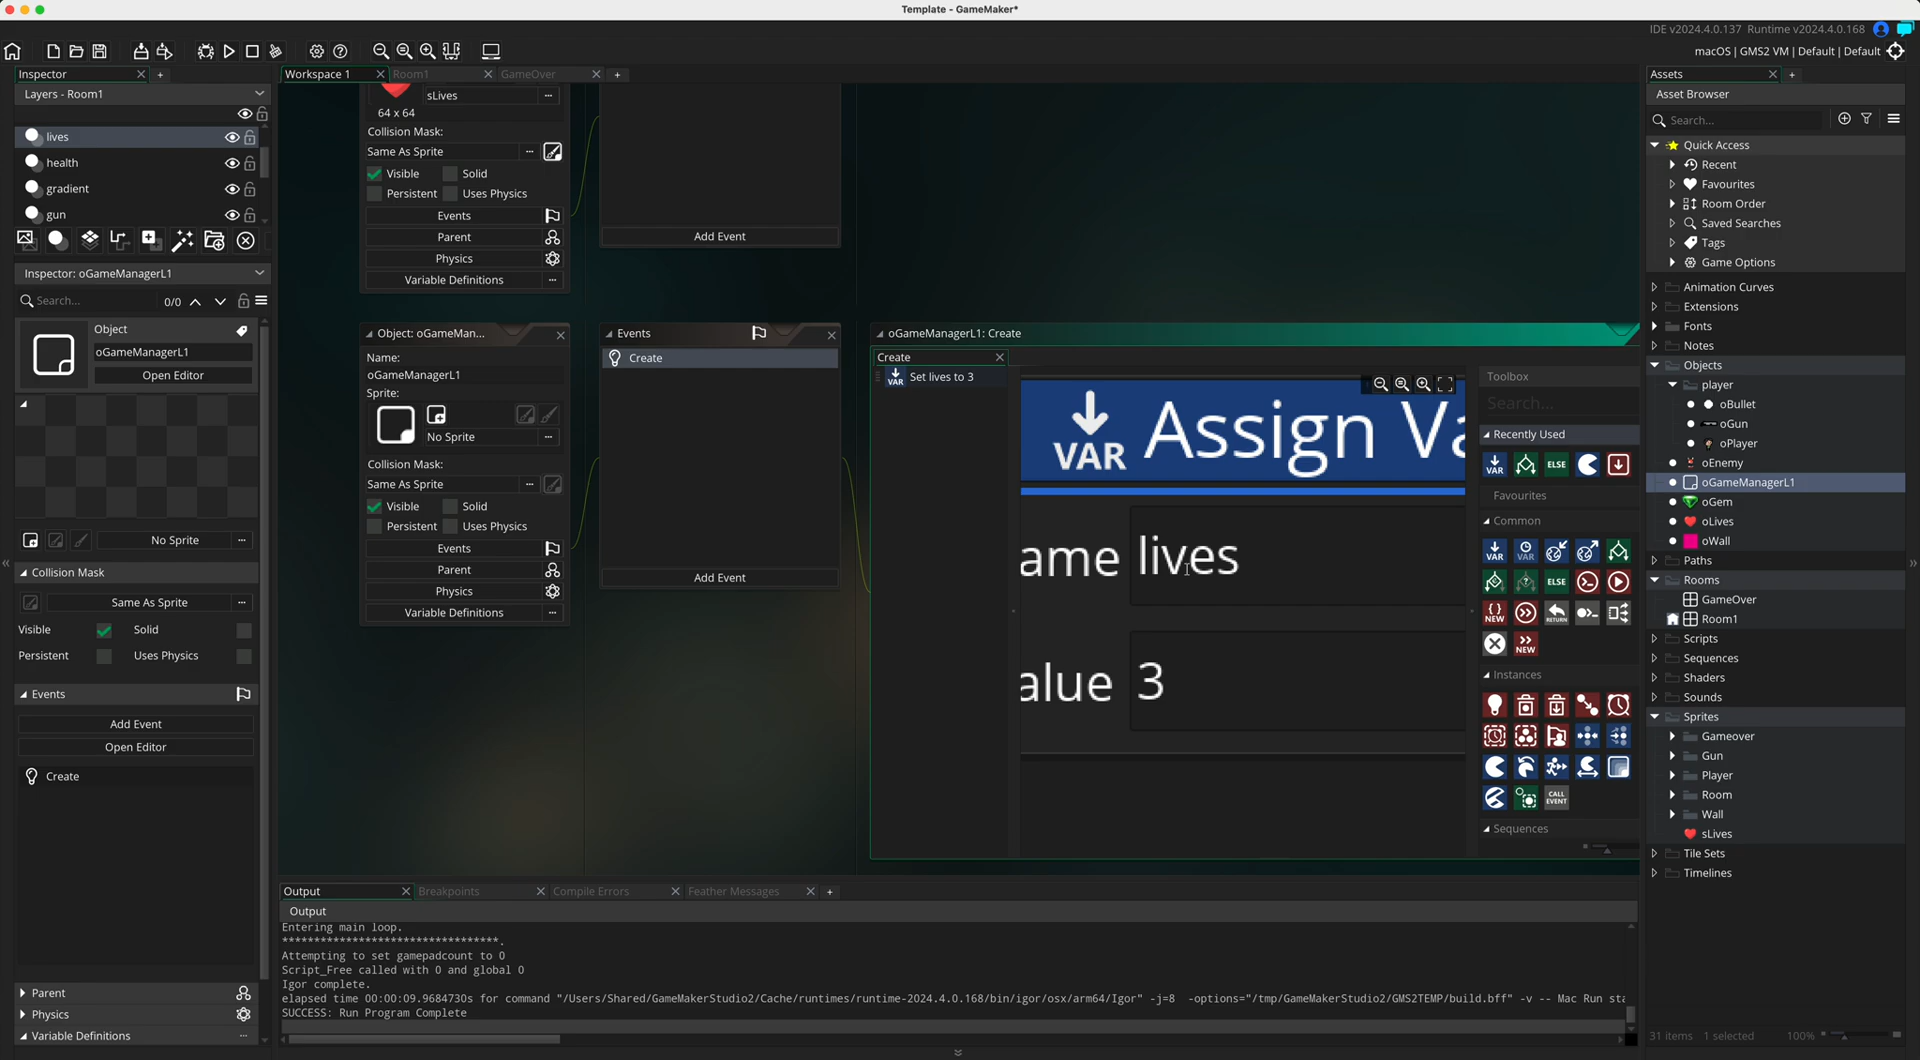 Template - GameMaker*
IDE v2024.4.0.137 Runtime v2024.4.0.168
macOS | GMS2 VM | Default | Default
Inspector
Layers - Room1
lives
health
gradient
gun
Inspector: oGameManagerL1
Search... 0/0
Object
oGameManagerL1
Open Editor
No Sprite
Collision Mask
Same As Sprite
Visible Solid
Persistent Uses Physics
Events
Add Event
Open Editor
Create
Parent
Physics
Variable Definitions
Workspace 1 Room1 GameOver
sLives
64 x 64
Collision Mask:
Same As Sprite
Visible Solid
Persistent Uses Physics
Events
Parent
Physics
Variable Definitions
Add Event
Object: oGameMan...
Name:
oGameManagerL1
Sprite:
No Sprite
Collision Mask:
Same As Sprite
Visible Solid
Persistent Uses Physics
Events
Parent
Physics
Variable Definitions
Events
Create
Add Event
oGameManagerL1: Create
Create
VAR Set lives to 3
VAR Assign Va
ame lives
alue 3
Toolbox
Search...
Recently Used
VAR ELSE
Favourites
Common
VAR VAR
ELSE
NEW RETURN
NEW
Instances
CALL EVENT
Sequences
Output Breakpoints Compile Errors Feather Messages
Output
Entering main loop.
**********************************.
Attempting to set gamepadcount to 0
Script_Free called with 0 and global 0
Igor complete.
elapsed time 00:00:09.9684730s for command "/Users/Shared/GameMakerStudio2/Cache/runtimes/runtime-2024.4.0.168/bin/igor/osx/arm64/Igor" -j=8 -options="/tmp/GameMakerStudio2/GMS2TEMP/build.bff" -v -- Mac Run sta
SUCCESS: Run Program Complete
Assets
Asset Browser
Search...
Quick Access
Recent
Favourites
Room Order
Saved Searches
Tags
Game Options
Animation Curves
Extensions
Fonts
Notes
Objects
player
oBullet
oGun
oPlayer
oEnemy
oGameManagerL1
oGem
oLives
oWall
Paths
Rooms
GameOver
Room1
Scripts
Sequences
Shaders
Sounds
Sprites
Gameover
Gun
Player
Room
Wall
sLives
Tile Sets
Timelines
31 items 1 selected 100%